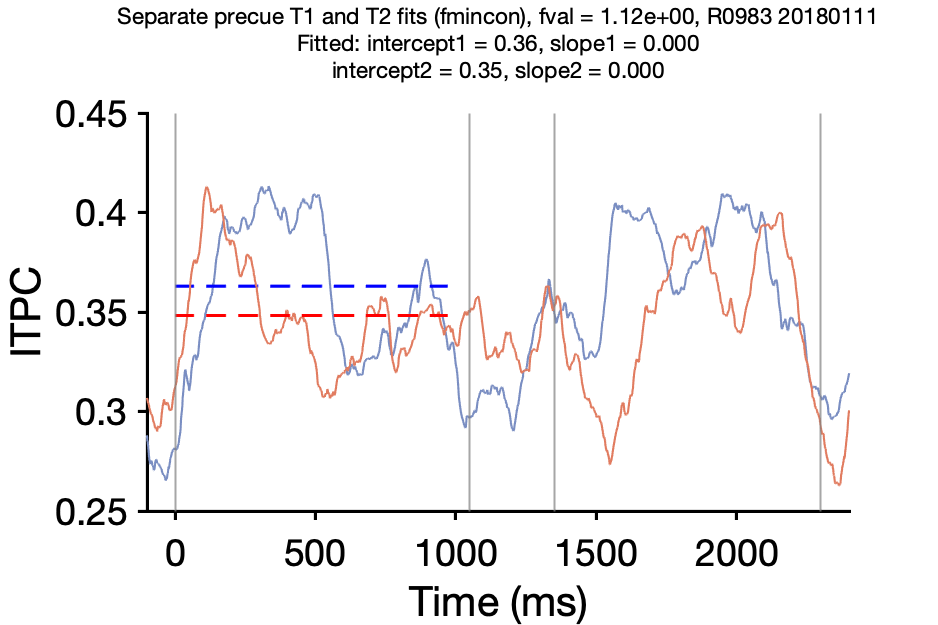 Separate precue T1 and T2 fits (fmincon), fval = 1.12e+00, R0983 20180111
Fitted: intercept1 = 0.36, slope1 = 0.000
intercept2 = 0.35, slope2 = 0.000
0.45
0.4
0.35
0.3
0.25
ITPC
0 500 1000 1500 2000
Time (ms)